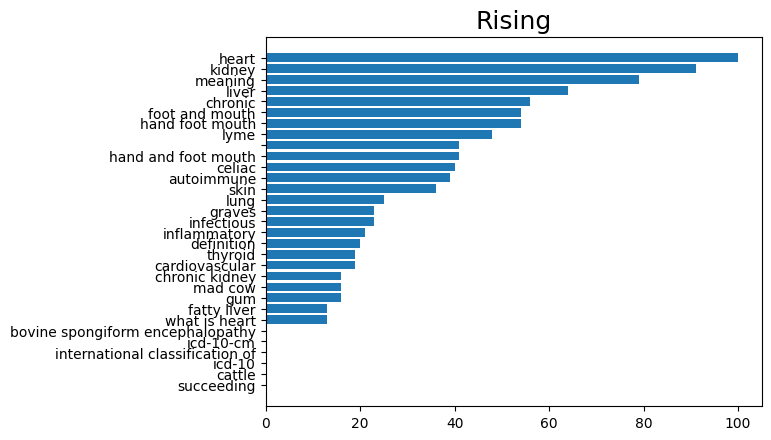 Rising
heart
kidney
meaning
liver
chronic
foot and mouth
hand foot mouth
lyme
hand and foot mouth
celiac
autoimmune
skin
lung
graves
infectious
inflammatory
definition
thyroid
cardiovascular
chronic kidney
mad cow
gum
fatty liver
what is heart
bovine spongiform encephalopathy
icd-10-cm
international classification of
icd-10
cattle
succeeding
0 20 40 60 80 100